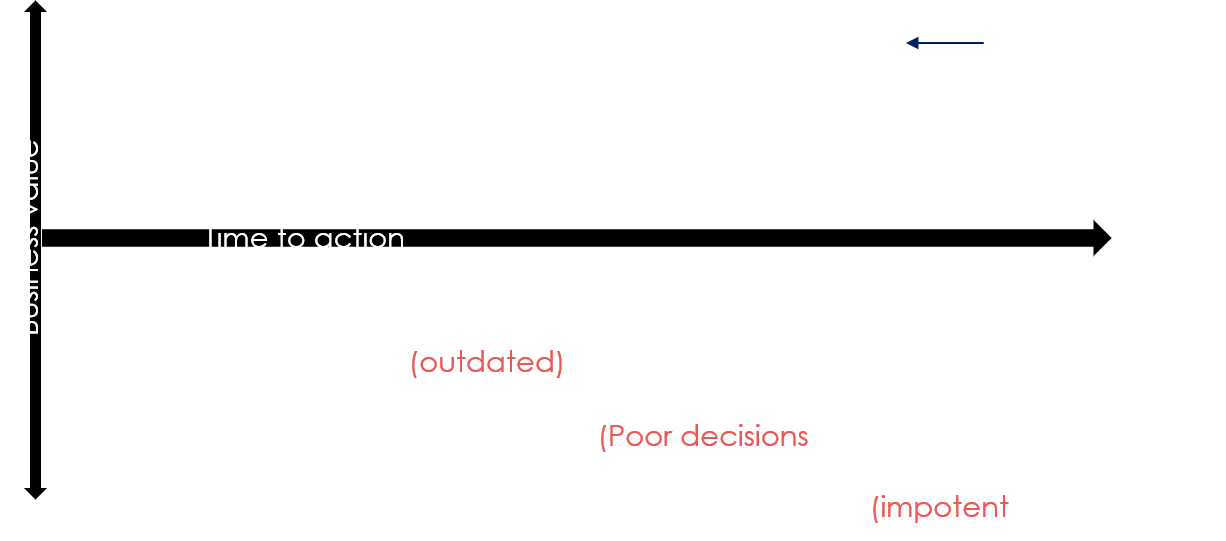 Business value
Time to action
(outdated)
(Poor decisions
(impotent